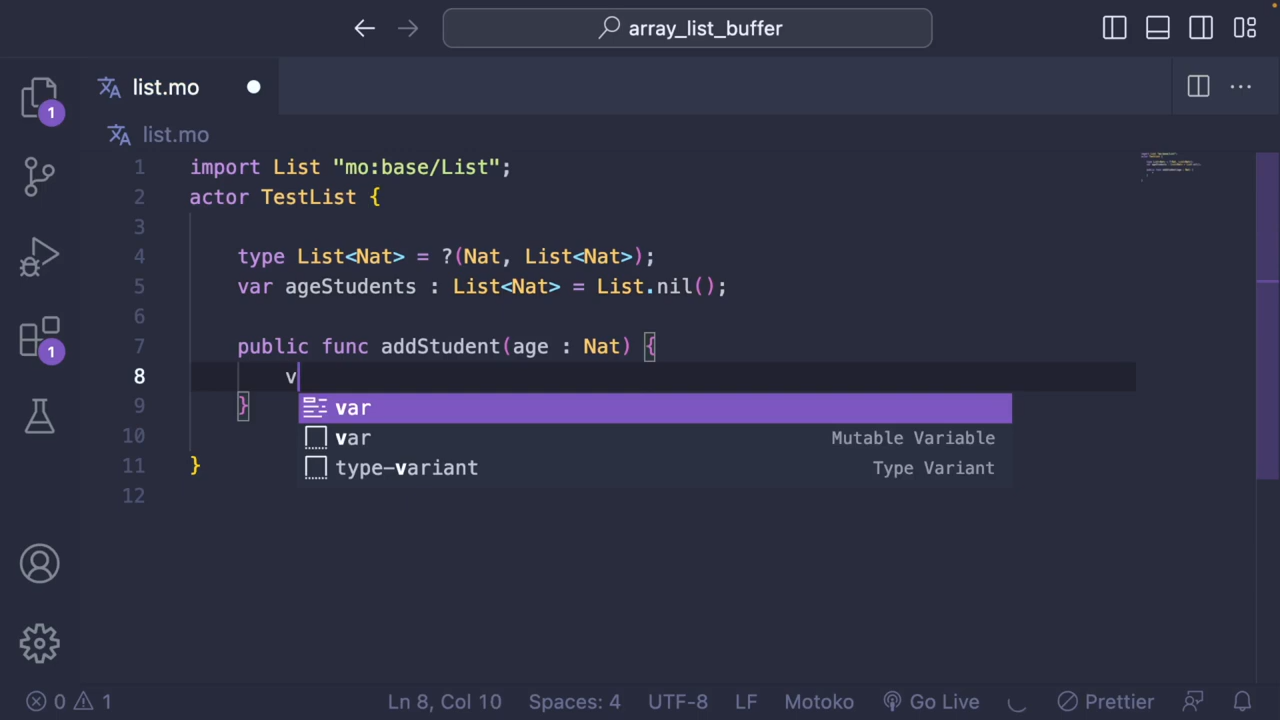 array_list_buffer
list.mo
list.mo
1 import List "mo:base/List";
2 actor TestList {
3
4 type List<Nat> = ?(Nat, List<Nat>);
5 var ageStudents : List<Nat> = List.nil();
6
7 public func addStudent(age : Nat) {
8 v
var
9 }
10 var Mutable Variable
11 }
type-variant Type Variant
12
1
1
0 1 Ln 8, Col 10 Spaces: 4 UTF-8 LF Motoko Go Live Prettier